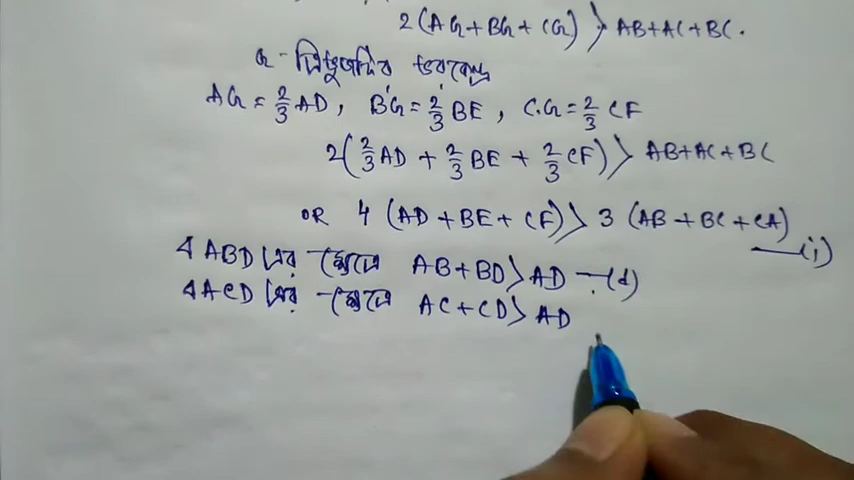 2(AG+BG+CG) > AB+AC+BC.
G - ত্রিভুজটির ভরকেন্দ্র
AG = 2/3 AD, BG = 2/3 BE, CG = 2/3 CF
2(2/3 AD + 2/3 BE + 2/3 CF) > AB+AC+BC
OR 4 (AD+BE+CF) > 3 (AB+BC+CA)
—(i)
△ABD এর ক্ষেত্রে AB+BD > AD —(d)
△ACD এর ক্ষেত্রে AC+CD > AD